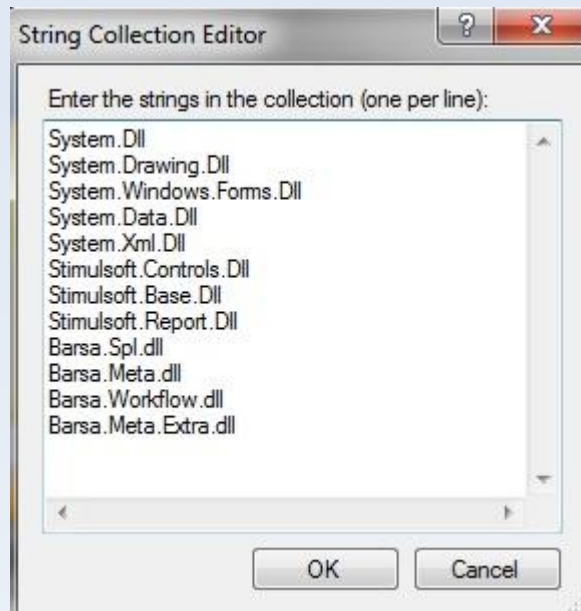 String Collection Editor
Enter the strings in the collection (one per line):
System.Dll
System.Drawing.Dll
System.Windows.Forms.Dll
System.Data.Dll
System.Xml.Dll
Stimulsoft.Controls.Dll
Stimulsoft.Base.Dll
Stimulsoft.Report.Dll
Barsa.Spl.dll
Barsa.Meta.dll
Barsa.Workflow.dll
Barsa.Meta.Extra.dll
OK Cancel